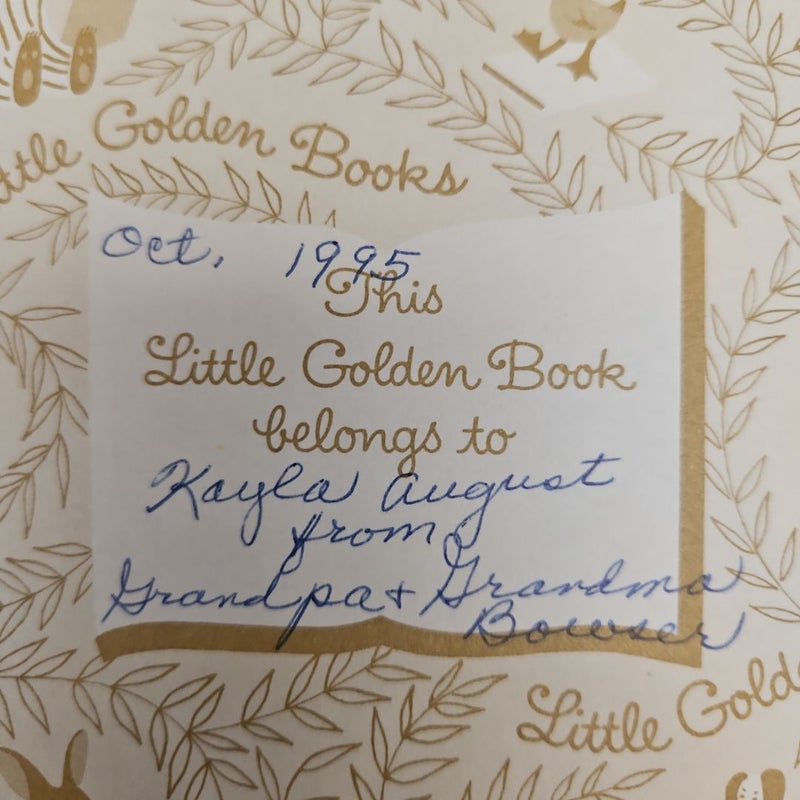 Little Golden Books
Oct, 1995
This
Little Golden Book
belongs to
Kayla August
from
Grandpa + Grandma
Bowser
Little Gold